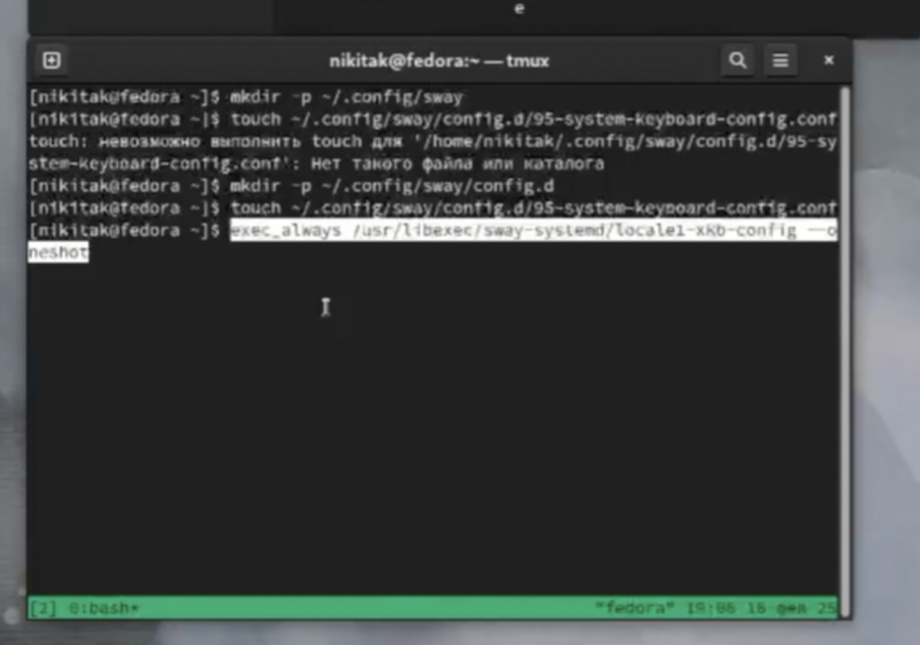 e
nikitak@fedora:~ — tmux
[nikitak@fedora ~]$ mkdir -p ~/.config/sway
[nikitak@fedora ~]$ touch ~/.config/sway/config.d/95-system-keyboard-config.conf
touch: невозможно выполнить touch для '/home/nikitak/.config/sway/config.d/95-sy
stem-keyboard-config.conf': Нет такого файла или каталога
[nikitak@fedora ~]$ mkdir -p ~/.config/sway/config.d
[nikitak@fedora ~]$ touch ~/.config/sway/config.d/95-system-keyboard-config.conf
[nikitak@fedora ~]$ exec_always /usr/libexec/sway-systemd/locale1-xkb-config --o
neshot
[2] 0:bash*
"fedora" 19:06 16 фев 25